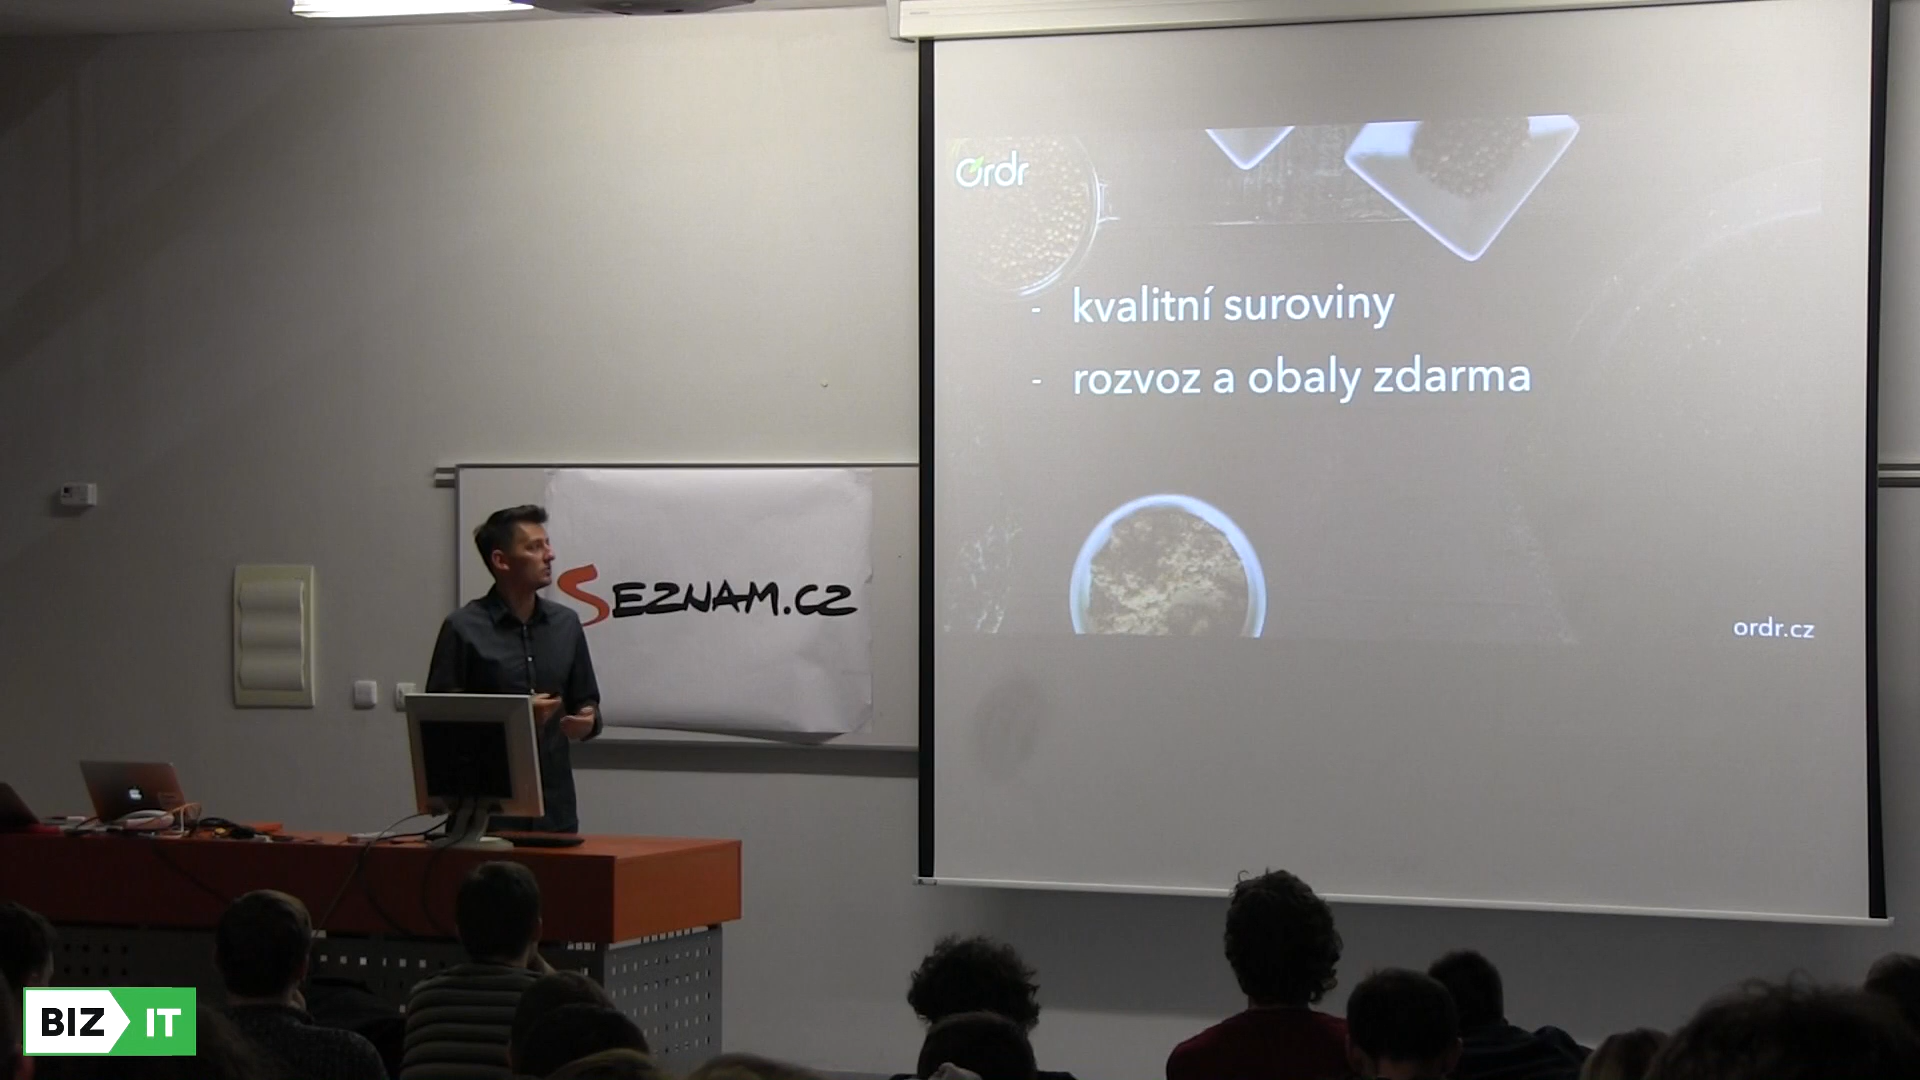 Ordr
- kvalitní suroviny
- rozvoz a obaly zdarma
ordr.cz
SEZNAM.CZ
BIZ IT